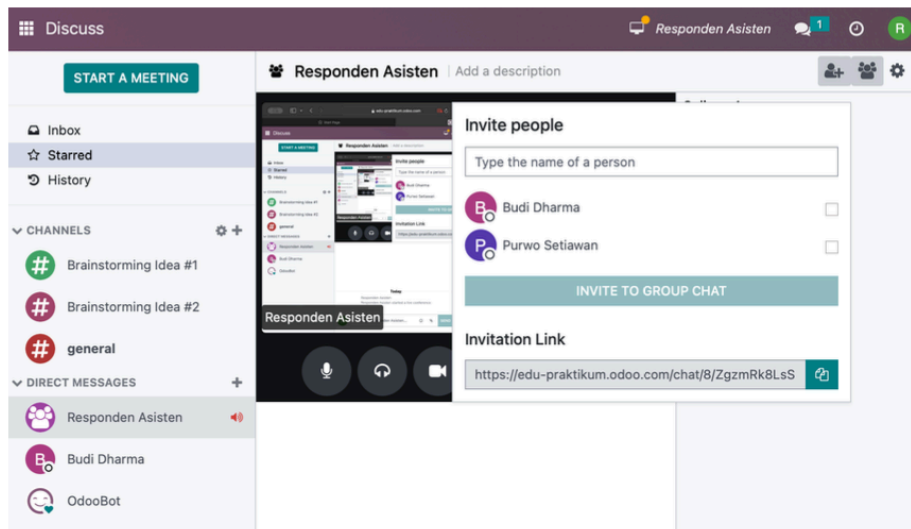 Discuss
Responden Asisten
1
R
START A MEETING
Inbox
Starred
History
CHANNELS
Brainstorming Idea #1
Brainstorming Idea #2
general
DIRECT MESSAGES
Responden Asisten
B
Budi Dharma
OdooBot
Responden Asisten
Add a description
Responden Asisten
Invite people
Type the name of a person
B
Budi Dharma
P
Purwo Setiawan
INVITE TO GROUP CHAT
Invitation Link
https://edu-praktikum.odoo.com/chat/8/ZgzmRk8LsS